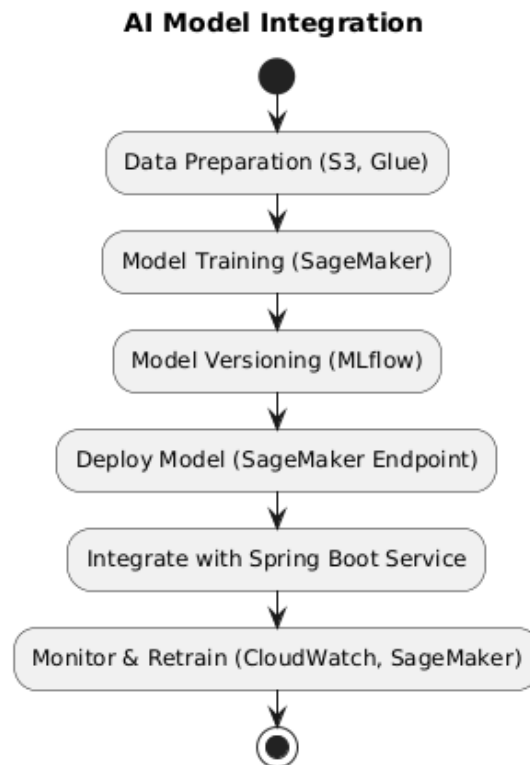 AI Model Integration
Data Preparation (S3, Glue)
Model Training (SageMaker)
Model Versioning (MLflow)
Deploy Model (SageMaker Endpoint)
Integrate with Spring Boot Service
Monitor & Retrain (CloudWatch, SageMaker)